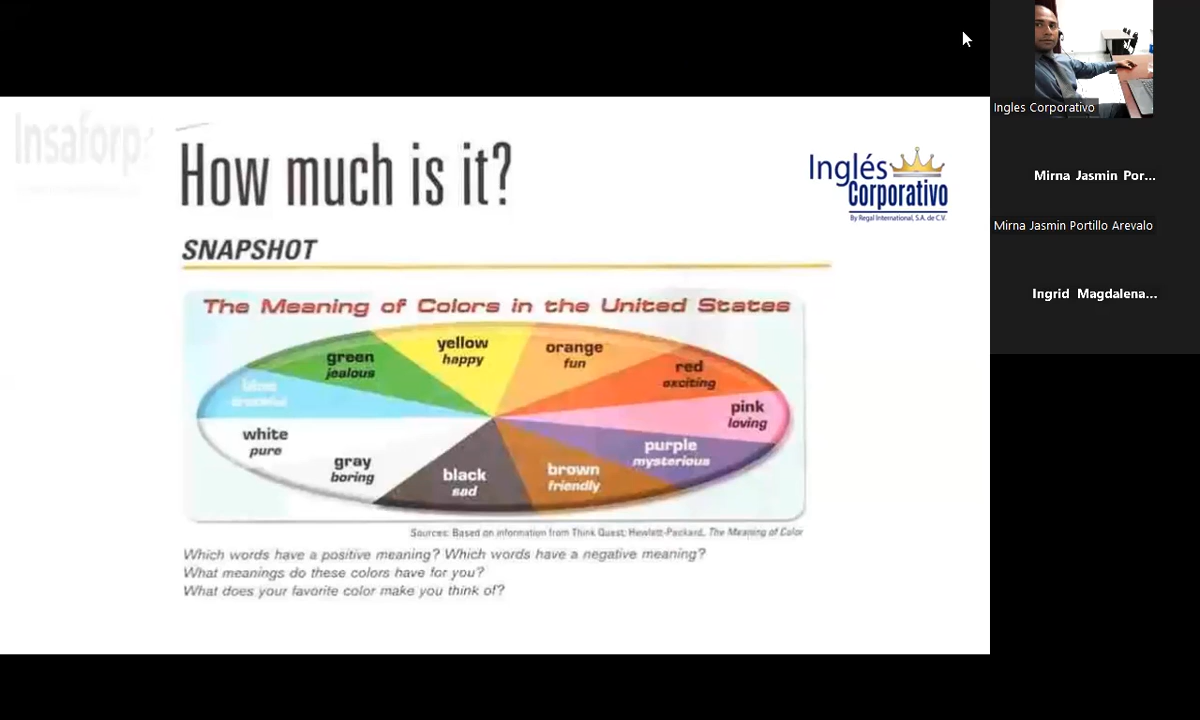 Insaforp
How much is it?
Inglés
Corporativo
By Regal International, S.A. de C.V.
SNAPSHOT
The Meaning of Colors in the United States
green
jealous
yellow
happy
orange
fun
red
exciting
pink
loving
purple
mysterious
brown
friendly
black
sad
gray
boring
white
pure
blue
Sources: Based on information from Think Quest; Hewlett-Packard, The Meaning of Color
Which words have a positive meaning? Which words have a negative meaning?
What meanings do these colors have for you?
What does your favorite color make you think of?
Ingles Corporativo
Mirna Jasmin Por...
Mirna Jasmin Portillo Arevalo
Ingrid Magdalena...